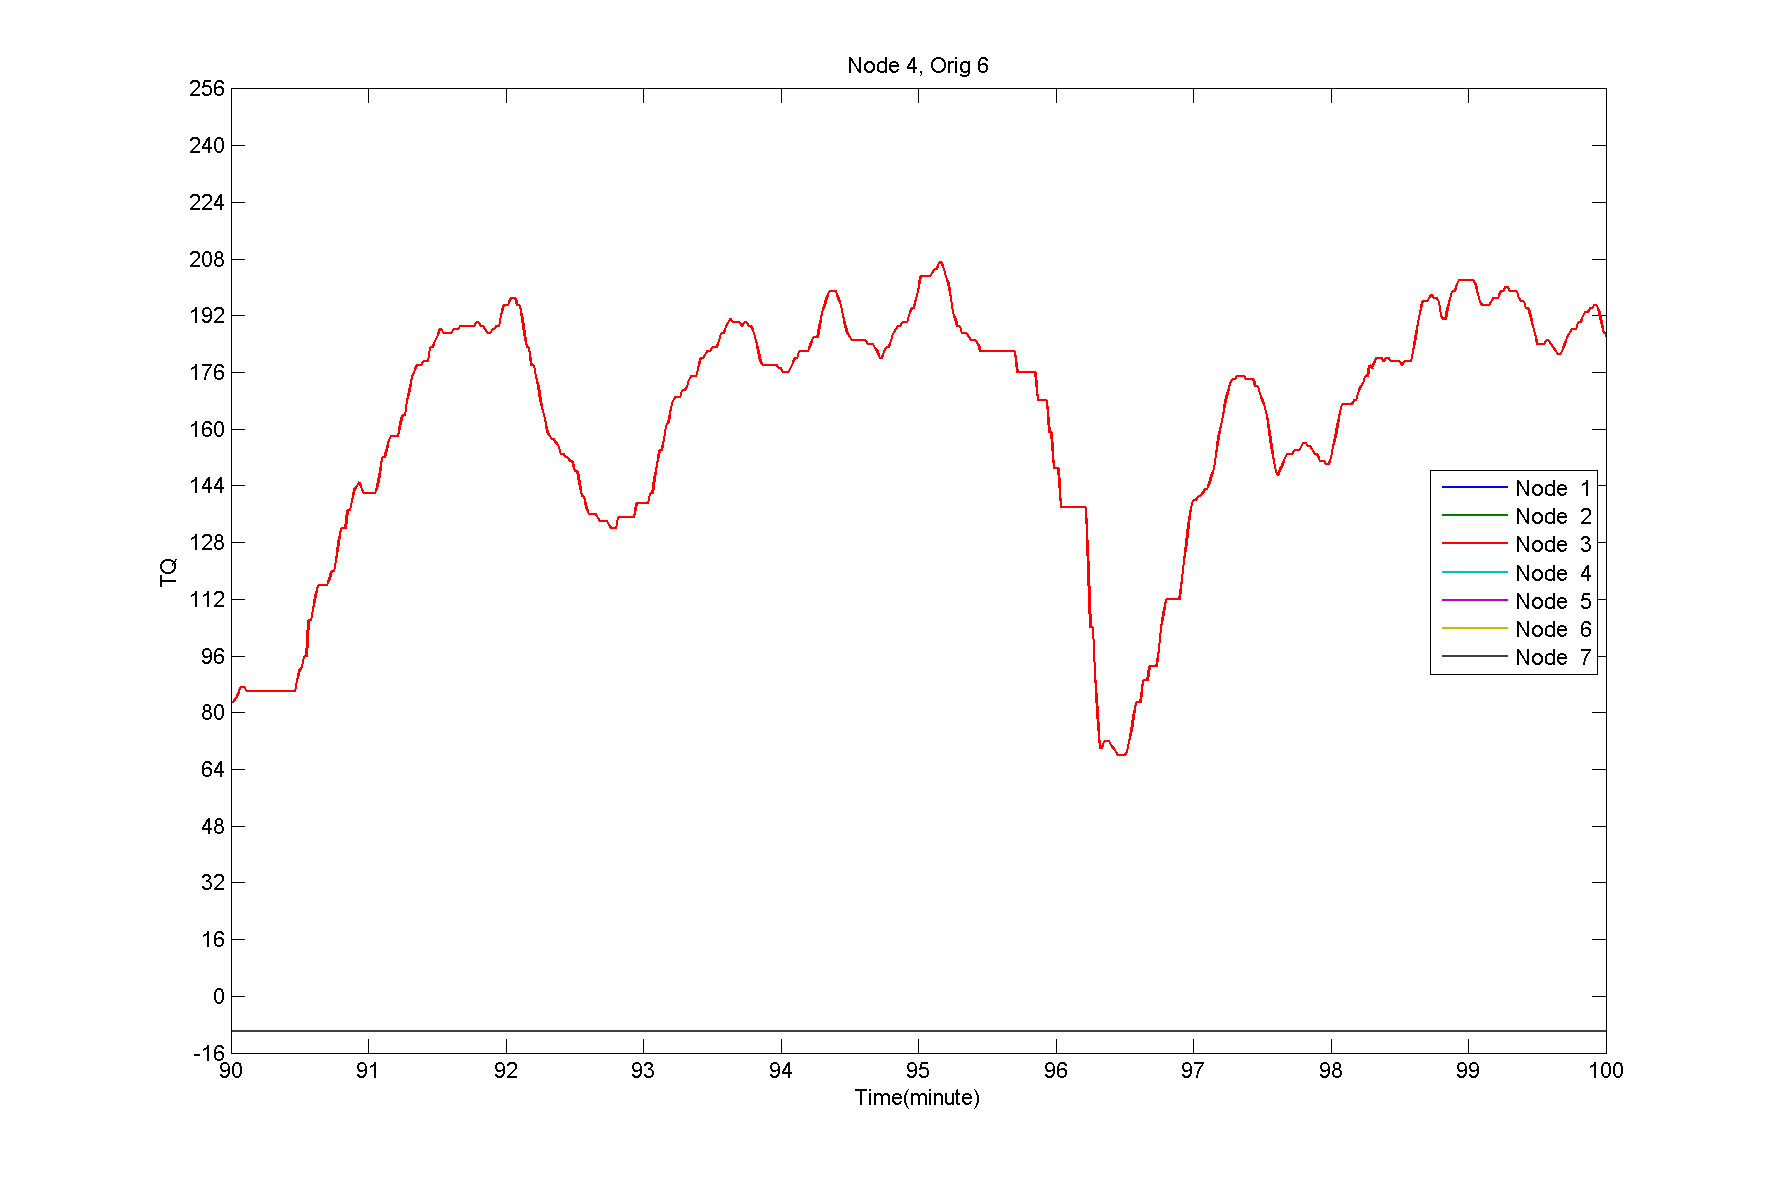 Node 4, Orig 6
256
240
224
208
192
176
160
144
128
112
96
80
64
48
32
16
0
-16
TQ
Node 1
Node 2
Node 3
Node 4
Node 5
Node 6
Node 7
90 91 92 93 94 95 96 97 98 99 100
Time(minute)